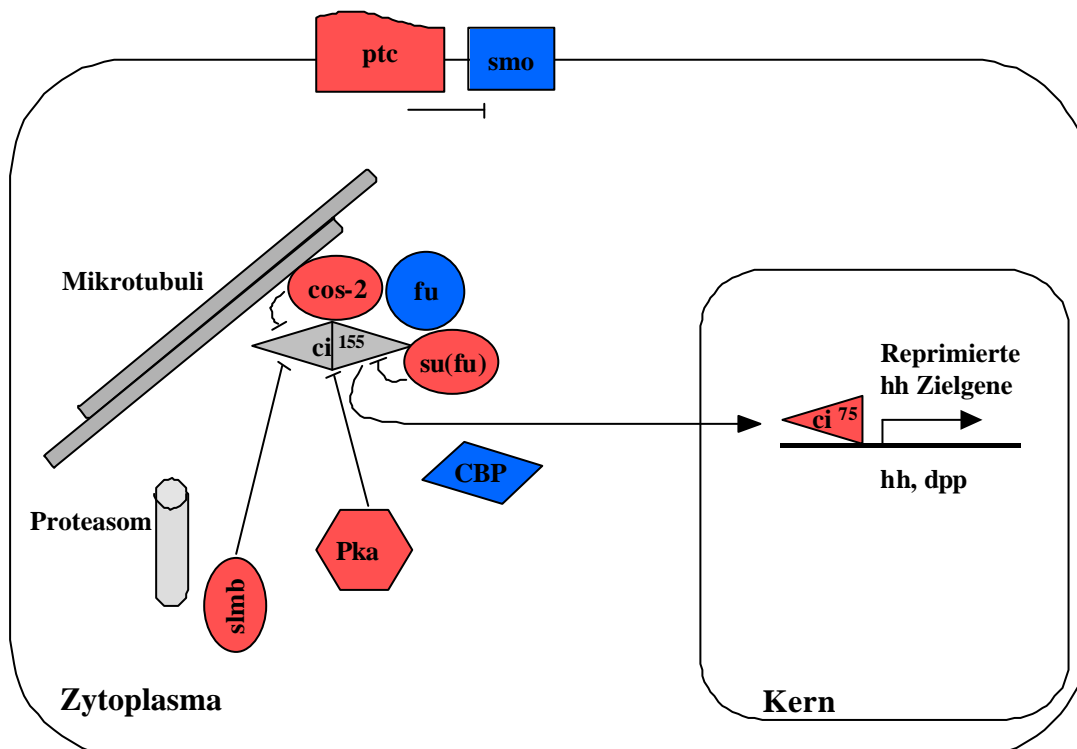 ptc
smo
Mikrotubuli
cos-2
fu
ci 155
su(fu)
Reprimierte
hh Zielgene
ci 75
hh, dpp
CBP
Proteasom
Pka
slmb
Zytoplasma
Kern